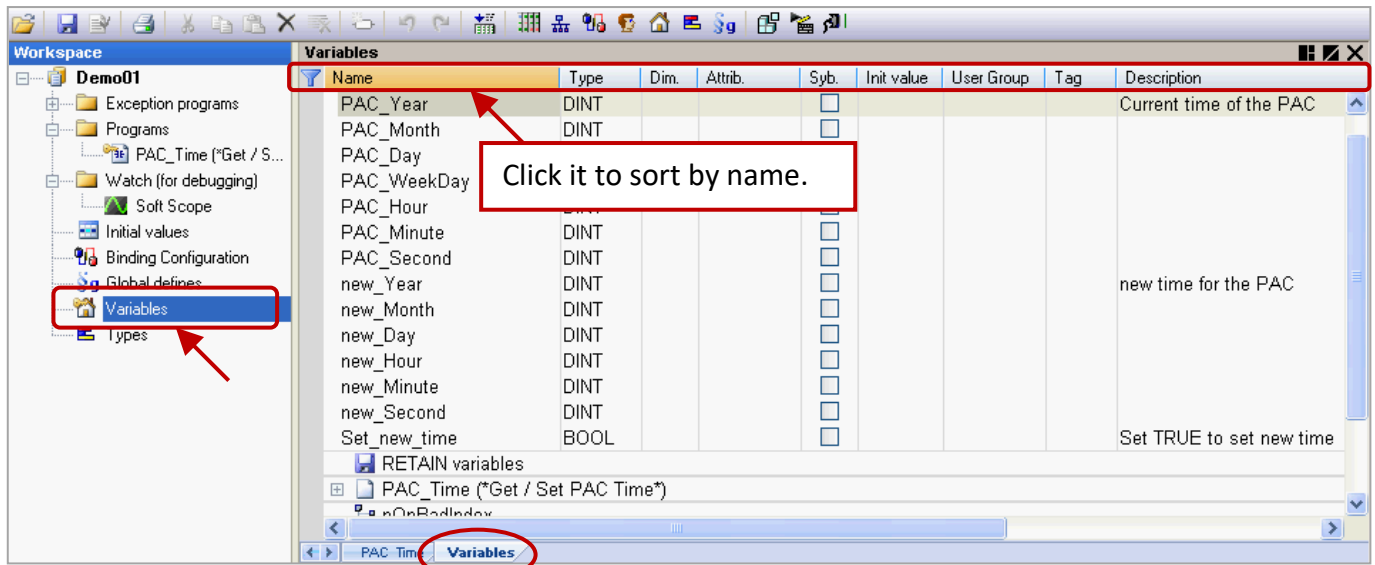 Workspace
Variables
Demo01
Name Type Dim. Attrib. Syb. Init value User Group Tag Description
Exception programs
PAC_Year DINT Current time of the PAC
Programs
PAC_Month DINT
PAC_Time (*Get / S...
PAC_Day
Click it to sort by name.
Watch (for debugging)
PAC_WeekDay
Soft Scope
PAC_Hour DINT
Initial values
PAC_Minute DINT
Binding Configuration
PAC_Second DINT
Global defines
new_Year DINT new time for the PAC
Variables
new_Month DINT
Types
new_Day DINT
new_Hour DINT
new_Minute DINT
new_Second DINT
Set_new_time BOOL Set TRUE to set new time
RETAIN variables
PAC_Time (*Get / Set PAC Time*)
nOnBadIndex
PAC Time Variables